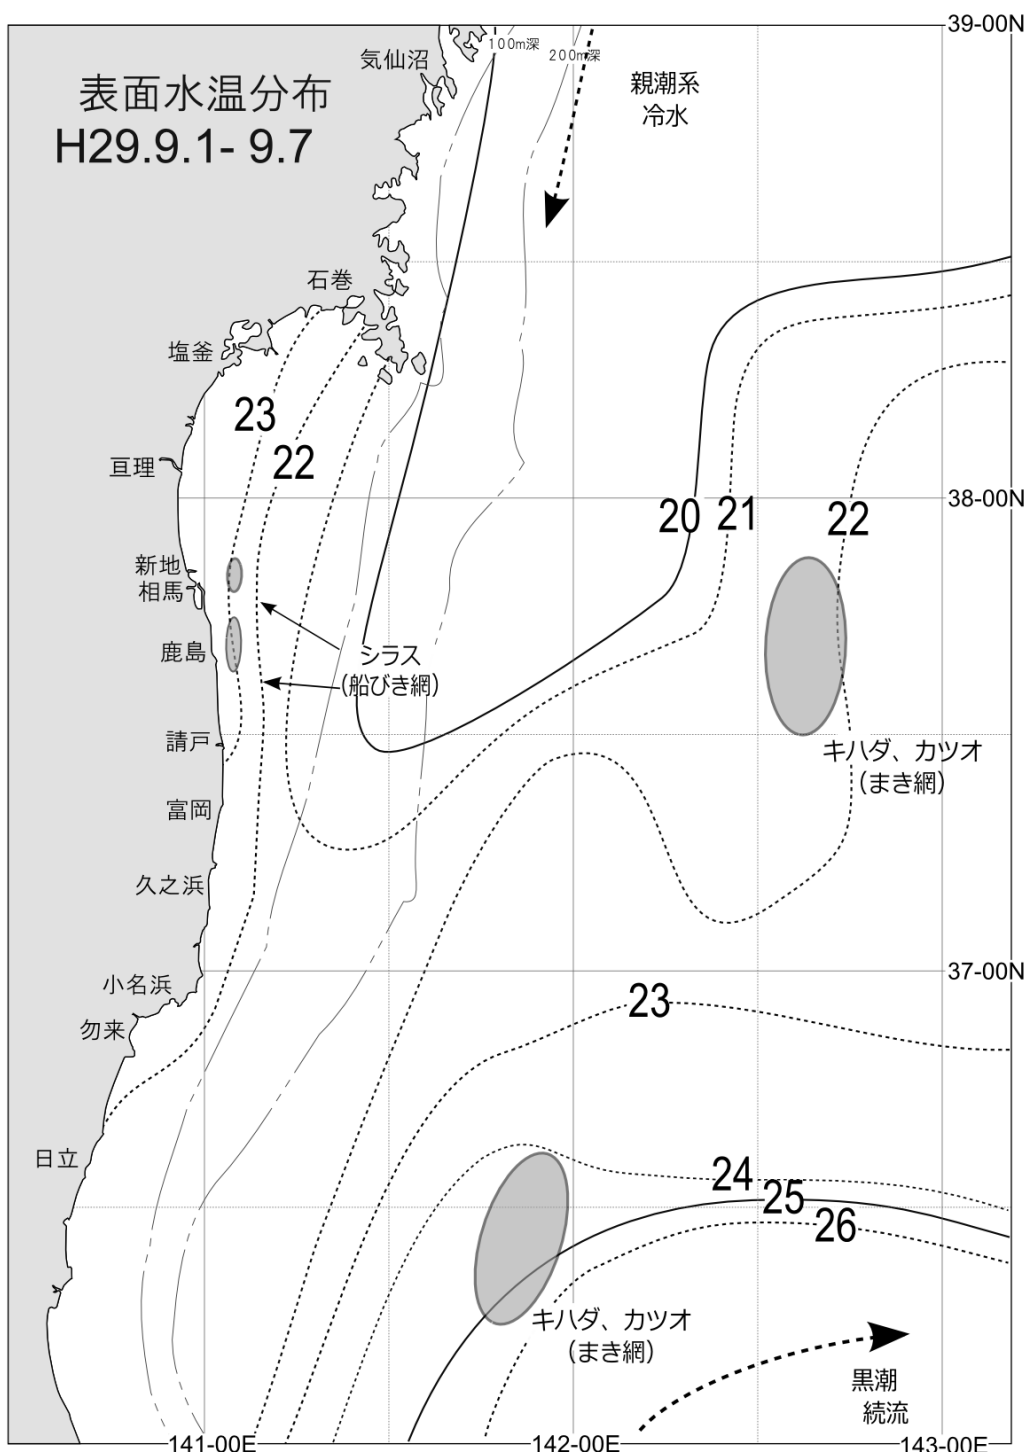 39-00N
100m深
200m深
気仙沼
表面水温分布
H29.9.1- 9.7
親潮系
冷水
石巻
塩釜
23
22
亘理
38-00N
20
21
22
新地
相馬
鹿島
シラス
(船びき網)
請戸
キハダ、カツオ
(まき網)
富岡
久之浜
37-00N
小名浜
23
勿来
日立
24
25
26
キハダ、カツオ
(まき網)
黒潮
続流
141-00E
142-00E
143-00E